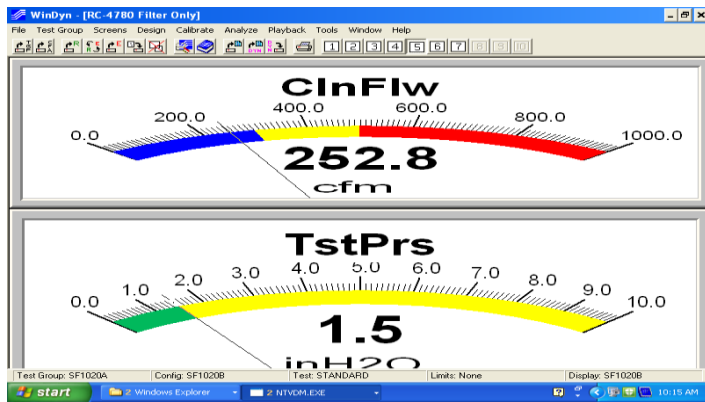 WinDyn - [RC-4780 Filter Only]
File Test Group Screens Design Calibrate Analyze Playback Tools Window Help
1 2 3 4 5 6 7 8 9 10
ClnFlw
0.0 200.0 400.0 600.0 800.0 1000.0
252.8
cfm
TstPrs
0.0 1.0 2.0 3.0 4.0 5.0 6.0 7.0 8.0 9.0 10.0
1.5
inH2O
Test Group: SF1020A Config: SF1020B Test: STANDARD Limits: None Display: SF1020B
start 2 Windows Explorer 2 NTVDM.EXE 10:15 AM